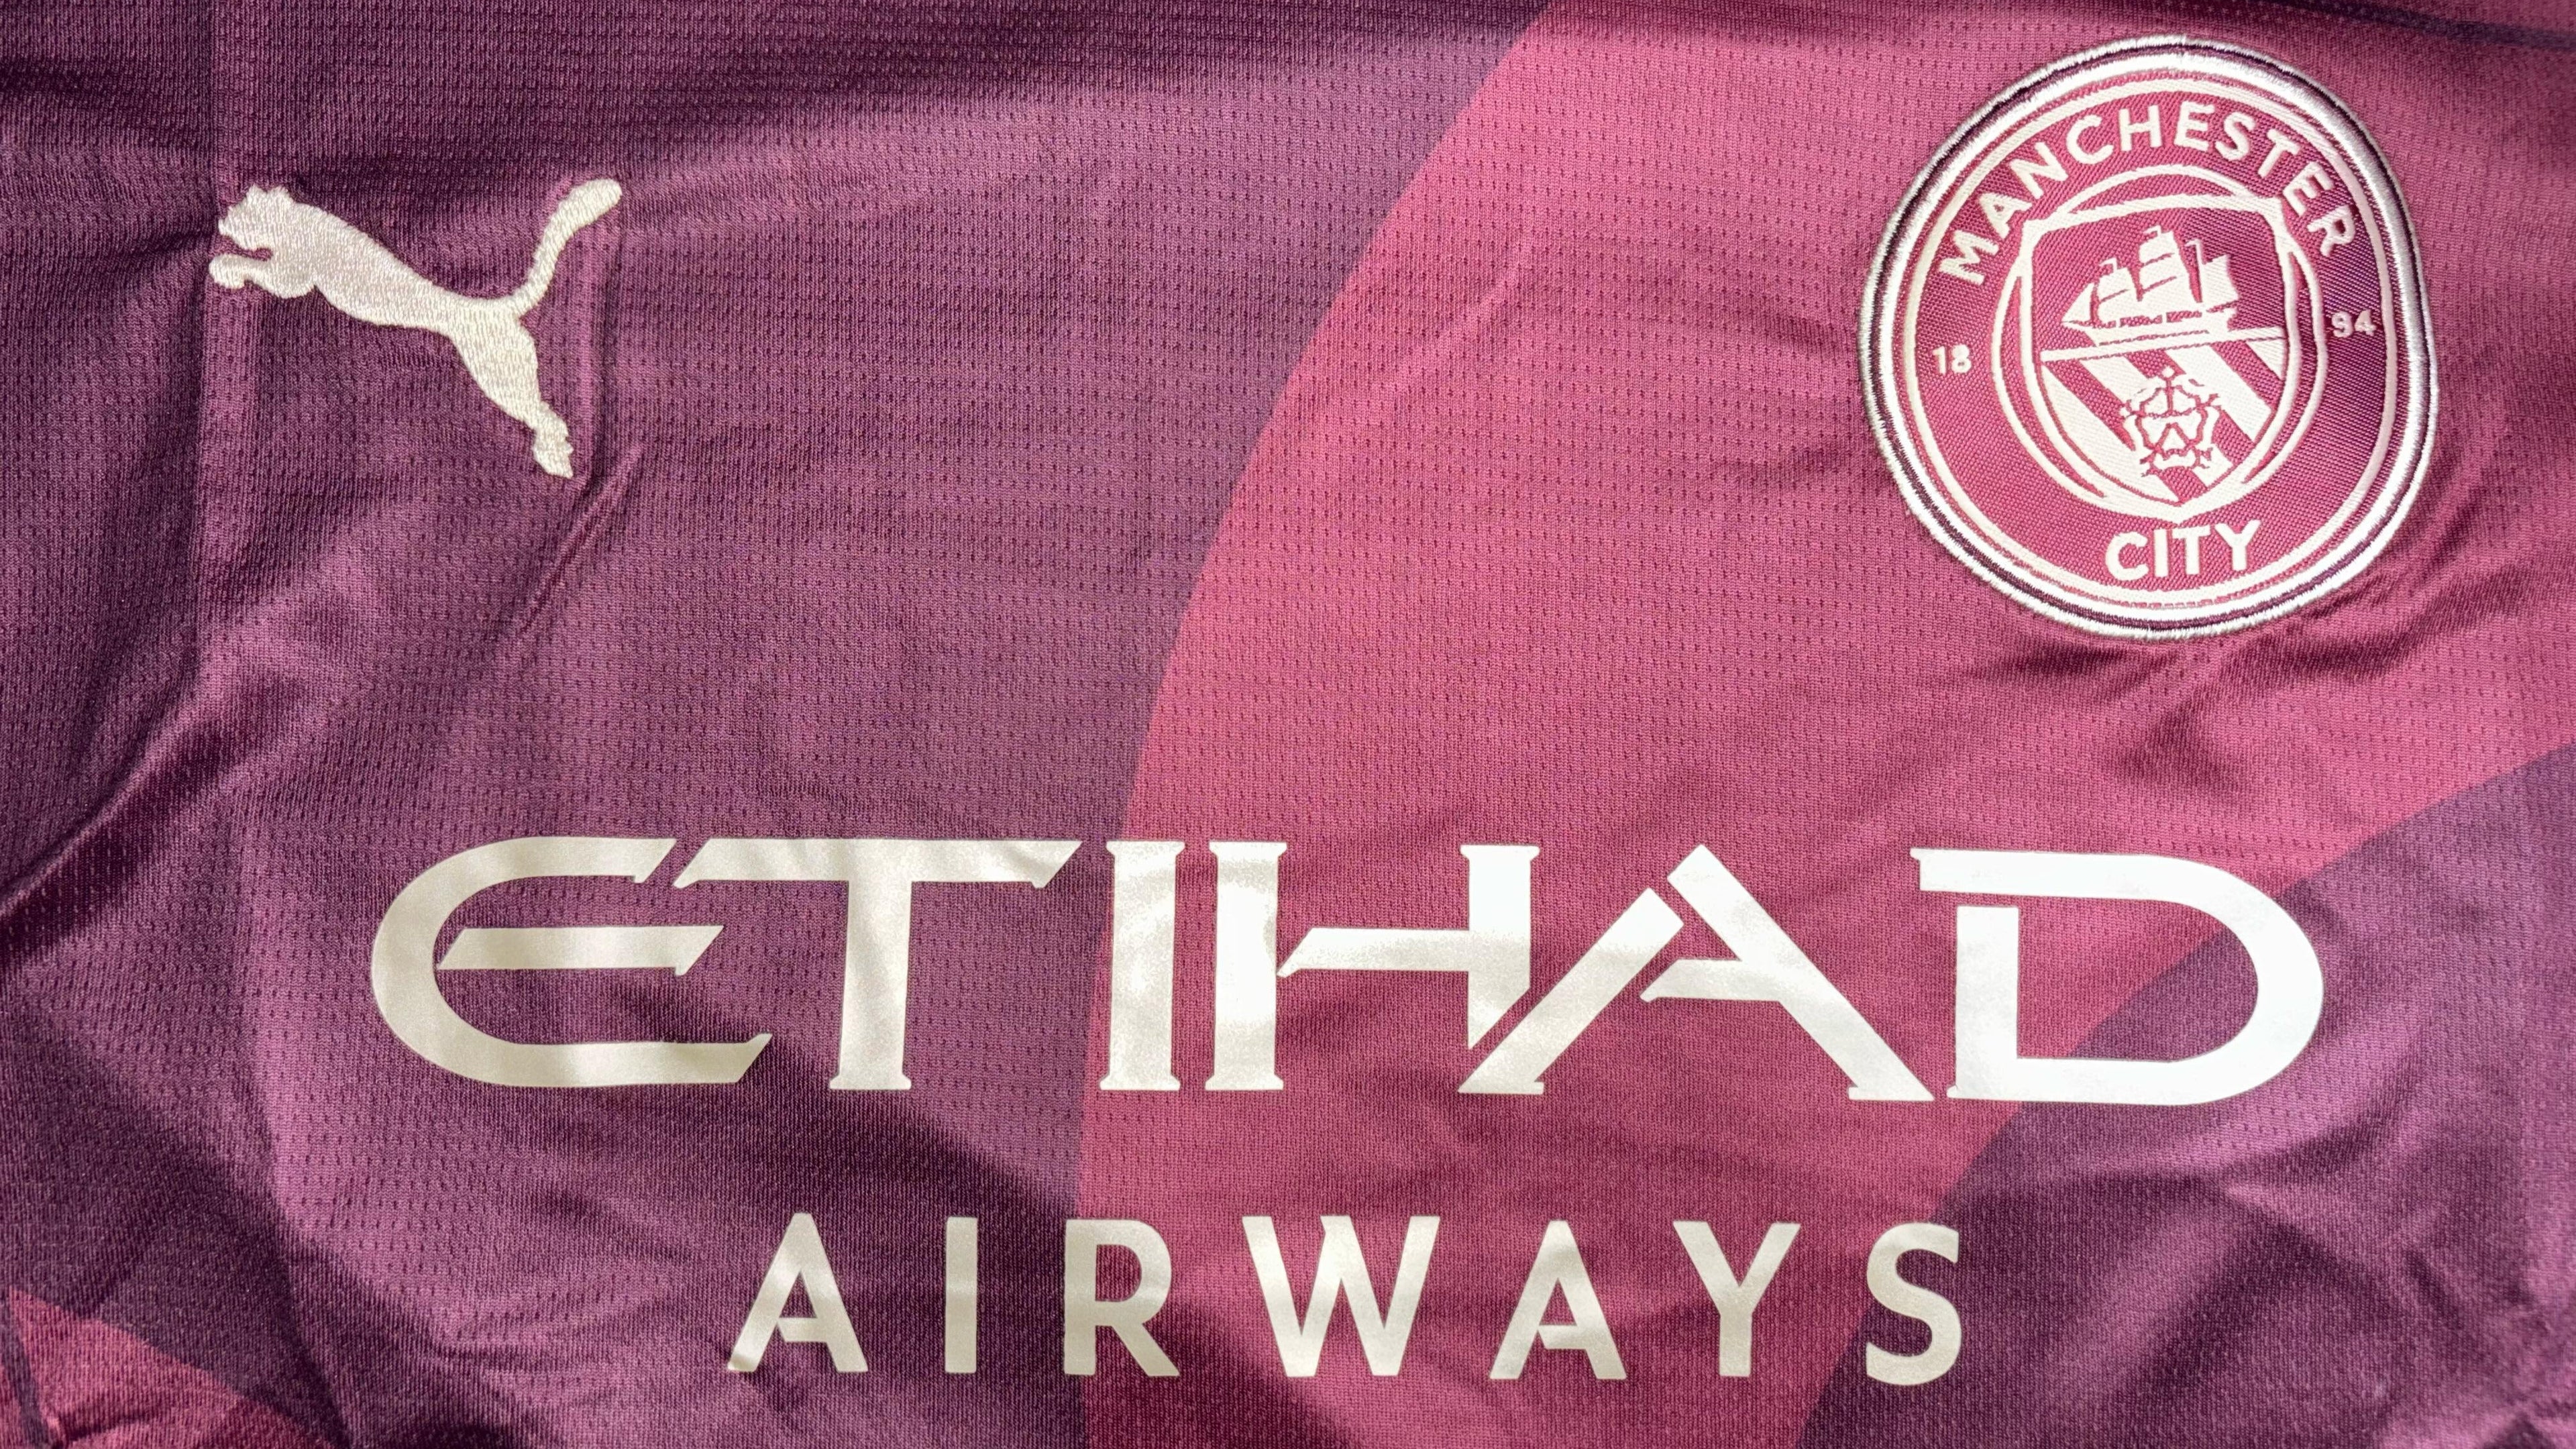 MANCHESTER
18 94
CITY
ETIHAD
AIRWAYS